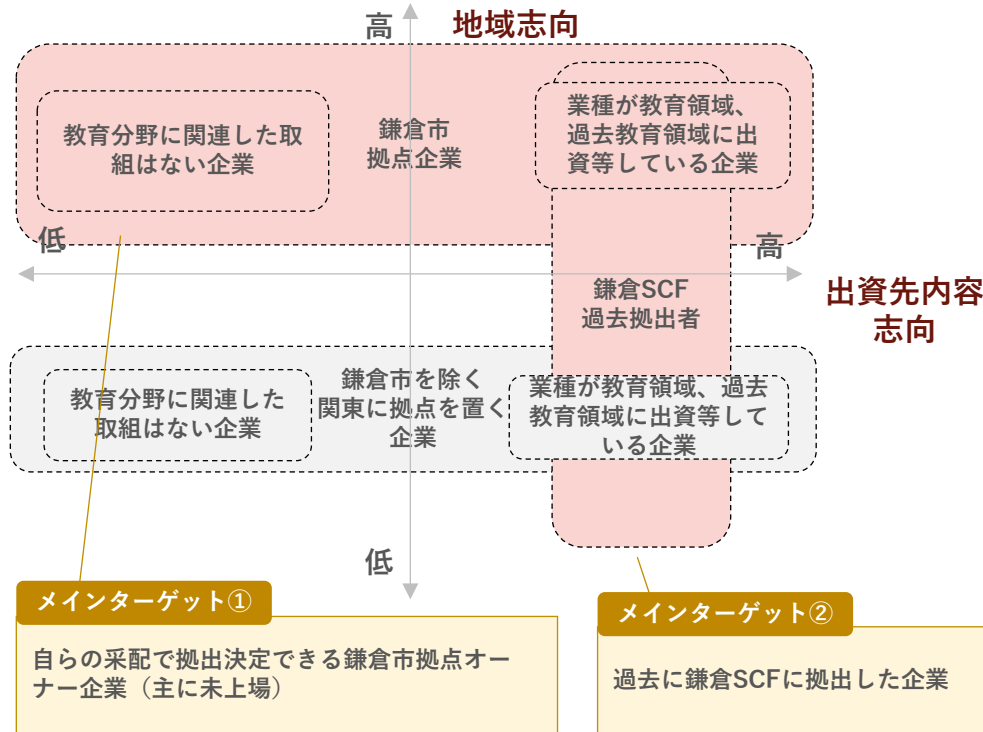 高
地域志向
教育分野に関連した取
組はない企業
鎌倉市
拠点企業
業種が教育領域、
過去教育領域に出
資等している企業
低
高
鎌倉SCF
過去拠出者
出資先内容
志向
教育分野に関連した
取組はない企業
鎌倉市を除く
関東に拠点を置く
企業
業種が教育領域、過去
教育領域に出資等して
いる企業
低
メインターゲット①
自らの采配で拠出決定できる鎌倉市拠点オー
ナー企業（主に未上場）
メインターゲット②
過去に鎌倉SCFに拠出した企業